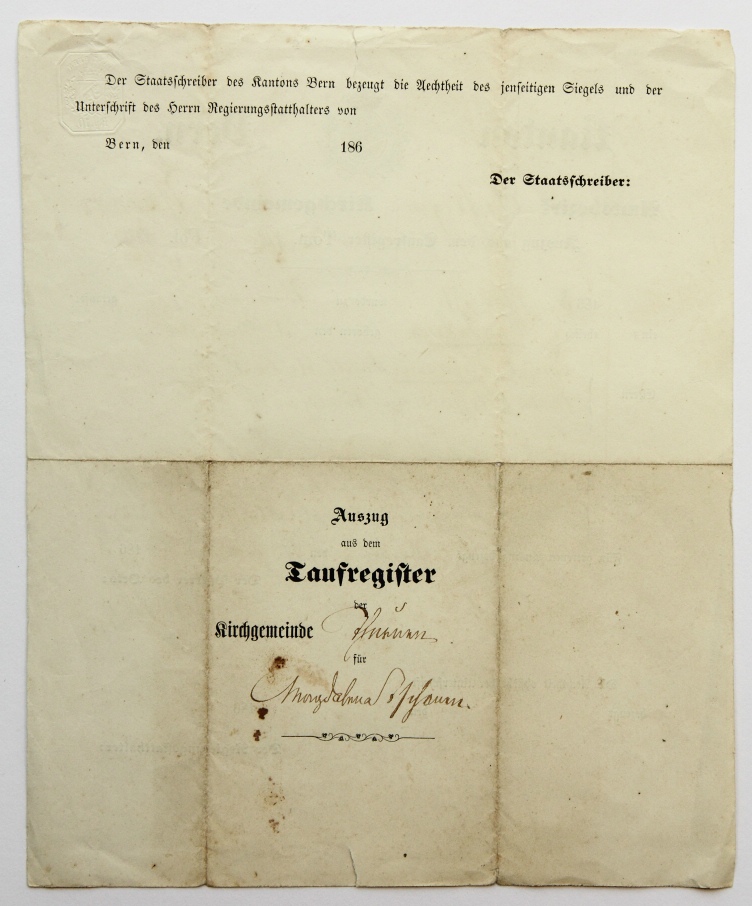 Der Staatsschreiber des Kantons Bern bezeugt die Aechtheit des jenseitigen Siegels und der
Unterschrift des Herrn Regierungsstatthalters von
Bern, den 186
Der Staatsschreiber:
Auszug
aus dem
Taufregister
der
Kirchgemeinde
für
Magdalena